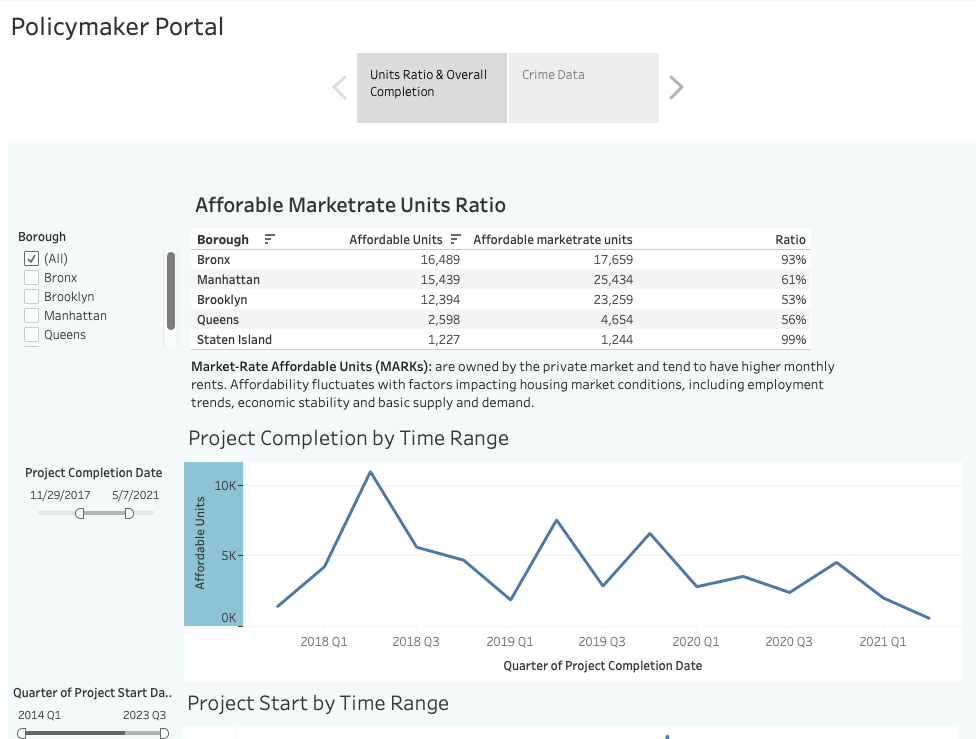 Policymaker Portal
Units Ratio & Overall
Completion
Crime Data
Afforable Marketrate Units Ratio
Borough
(All)
Bronx
Brooklyn
Manhattan
Queens
Borough Affordable Units Affordable marketrate units Ratio
Bronx 16,489 17,659 93%
Manhattan 15,439 25,434 61%
Brooklyn 12,394 23,259 53%
Queens 2,598 4,654 56%
Staten Island 1,227 1,244 99%
Market-Rate Affordable Units (MARKs): are owned by the private market and tend to have higher monthly
rents. Affordability fluctuates with factors impacting housing market conditions, including employment
trends, economic stability and basic supply and demand.
Project Completion by Time Range
Project Completion Date
11/29/2017 5/7/2021
Affordable Units
10K
5K
0K
2018 Q1 2018 Q3 2019 Q1 2019 Q3 2020 Q1 2020 Q3 2021 Q1
Quarter of Project Completion Date
Quarter of Project Start Da..
2014 Q1 2023 Q3
Project Start by Time Range